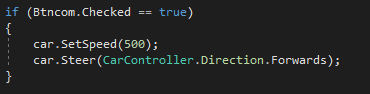 if (Btncom.Checked == true)
{
car.SetSpeed(500);
car.Steer(CarController.Direction.Forwards);
}